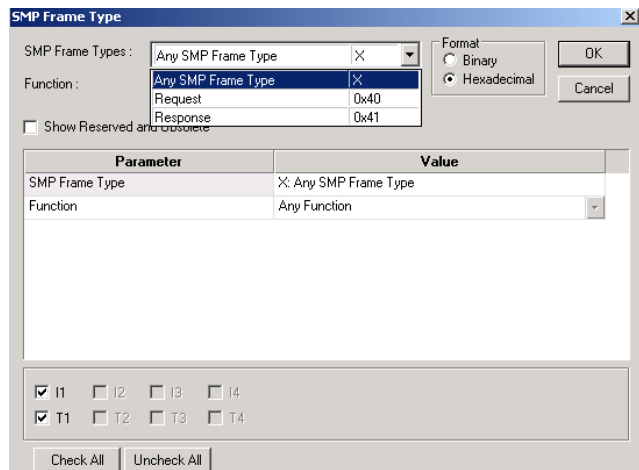 SMP Frame Type
SMP Frame Types : Any SMP Frame Type X
Format
Binary
Hexadecimal
OK
Cancel
Function :
Any SMP Frame Type X
Request 0x40
Response 0x41
Show Reserved and Obsolete
Parameter Value
SMP Frame Type X: Any SMP Frame Type
Function Any Function
I1 I2 I3 I4
T1 T2 T3 T4
Check All Uncheck All